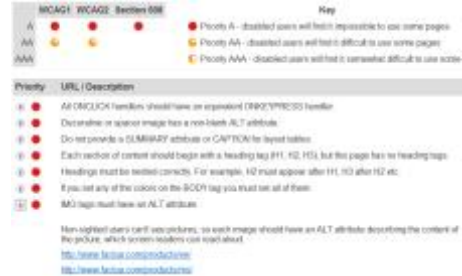 WCAG1 WCAG2 Section 508 Key
A Priority A - disabled users will find it impossible to use some pages
AA Priority AA - disabled users will find it difficult to use some pages
AAA Priority AAA - disabled users will find it somewhat difficult to use some
Priority URL / Description
All ONCLICK handlers should have an equivalent ONKEYPRESS handler
Decorative or spacer image has a non-blank ALT attribute.
Do not provide a SUMMARY attribute or CAPTION for layout tables.
Each section of content should begin with a heading tag (H1, H2, H3), but this page has no heading tags.
Headings must be nested correctly. For example, H2 must appear after H1, H3 after H2 etc.
If you set any of the colors on the BODY tag you must set all of them.
IMG tags must have an ALT attribute.
Non-sighted users can't see pictures, so each image should have an ALT attribute describing the content of
the picture, which screen readers can read aloud.